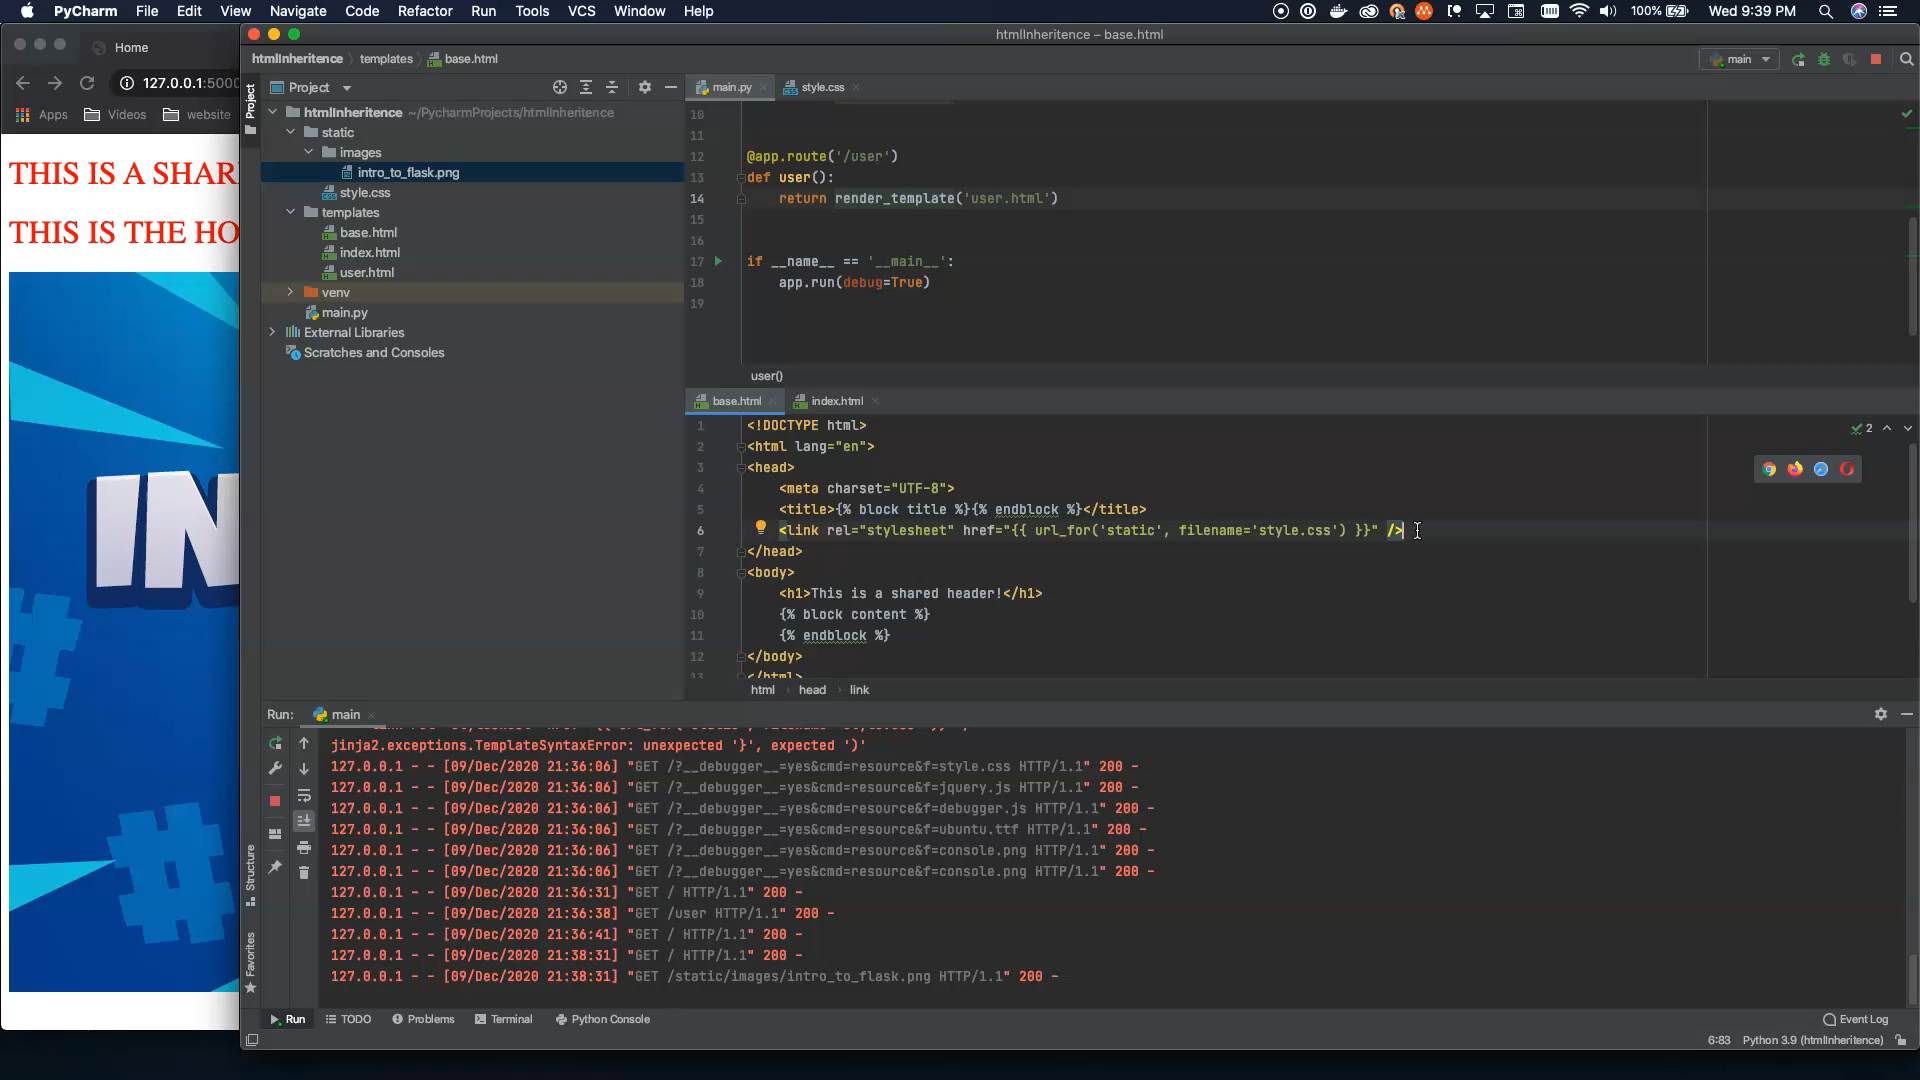 PyCharm File Edit View Navigate Code Refactor Run Tools VCS Window Help 100% Wed 9:39 PM
Home
127.0.0.1:5000
Apps Videos website
THIS IS A SHAR
THIS IS THE HO
IN
htmlInheritence – base.html
htmlInheritence templates base.html main
Project
Project
htmlInheritence ~/PycharmProjects/htmlInheritence
static
images
intro_to_flask.png
style.css
templates
base.html
index.html
user.html
venv
main.py
External Libraries
Scratches and Consoles
main.py style.css
10
11
12 @app.route('/user')
13 def user():
14 return render_template('user.html')
15
16
17 if __name__ == '__main__':
18 app.run(debug=True)
19
user()
base.html index.html
1 <!DOCTYPE html>
2 <html lang="en">
3 <head>
4 <meta charset="UTF-8">
5 <title>{% block title %}{% endblock %}</title>
6 <link rel="stylesheet" href="{{ url_for('static', filename='style.css') }}" />
7 </head>
8 <body>
9 <h1>This is a shared header!</h1>
10 {% block content %}
11 {% endblock %}
12 </body>
13 </html>
2
html head link
Run: main
jinja2.exceptions.TemplateSyntaxError: unexpected '}', expected ')'
127.0.0.1 - - [09/Dec/2020 21:36:06] "GET /?__debugger__=yes&cmd=resource&f=style.css HTTP/1.1" 200 -
127.0.0.1 - - [09/Dec/2020 21:36:06] "GET /?__debugger__=yes&cmd=resource&f=jquery.js HTTP/1.1" 200 -
127.0.0.1 - - [09/Dec/2020 21:36:06] "GET /?__debugger__=yes&cmd=resource&f=debugger.js HTTP/1.1" 200 -
127.0.0.1 - - [09/Dec/2020 21:36:06] "GET /?__debugger__=yes&cmd=resource&f=ubuntu.ttf HTTP/1.1" 200 -
127.0.0.1 - - [09/Dec/2020 21:36:06] "GET /?__debugger__=yes&cmd=resource&f=console.png HTTP/1.1" 200 -
127.0.0.1 - - [09/Dec/2020 21:36:06] "GET /?__debugger__=yes&cmd=resource&f=console.png HTTP/1.1" 200 -
127.0.0.1 - - [09/Dec/2020 21:36:31] "GET / HTTP/1.1" 200 -
127.0.0.1 - - [09/Dec/2020 21:36:38] "GET /user HTTP/1.1" 200 -
127.0.0.1 - - [09/Dec/2020 21:36:41] "GET / HTTP/1.1" 200 -
127.0.0.1 - - [09/Dec/2020 21:38:31] "GET / HTTP/1.1" 200 -
127.0.0.1 - - [09/Dec/2020 21:38:31] "GET /static/images/intro_to_flask.png HTTP/1.1" 200 -
Structure
Favorites
Run TODO Problems Terminal Python Console Event Log
6:83 Python 3.9 (htmlInheritence)